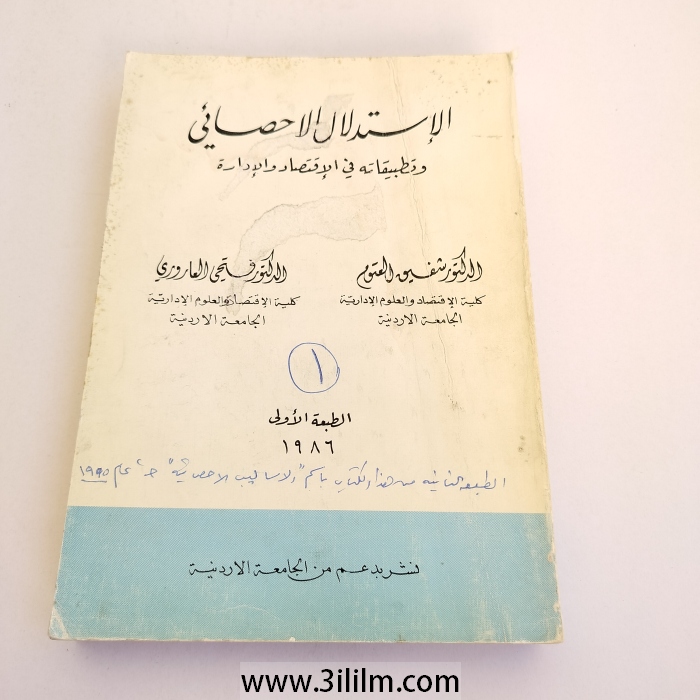 الإستدلال الاحصائي
وتطبيقاته في الإقتصاد والإدارة
الدكتور شفيق العتوم
كلية الإقتصاد والعلوم الإدارية
الجامعة الاردنية
الدكتور فتحي العاروري
كلية الإقتصاد والعلوم الإدارية
الجامعة الاردنية
١
الطبعة الأولى
١٩٨٦
الطبعة الثانية من هذا الكتاب باسم "الاساليب الاحصائية" عام ١٩٩٥
نشر بدعم من الجامعة الاردنية
www.3ililm.com